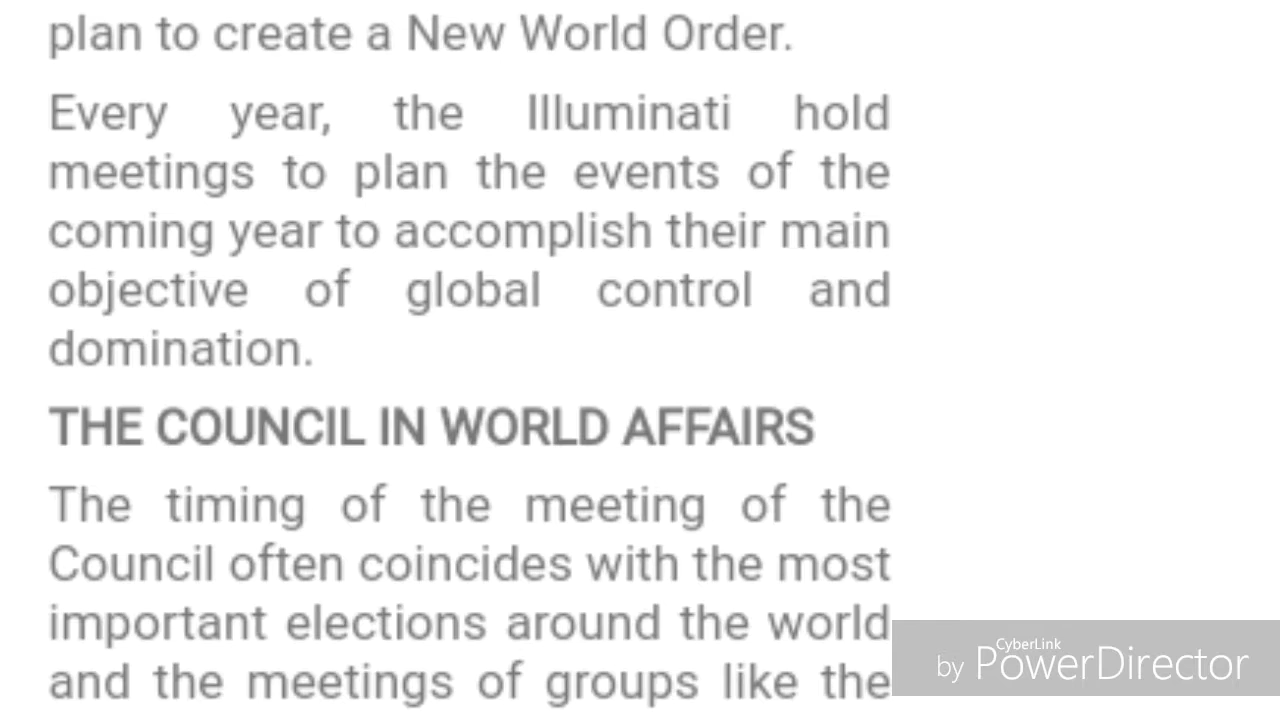 plan to create a New World Order.
Every year, the Illuminati hold
meetings to plan the events of the
coming year to accomplish their main
objective of global control and
domination.
THE COUNCIL IN WORLD AFFAIRS
The timing of the meeting of the
Council often coincides with the most
important elections around the world
and the meetings of groups like the
CyberLink
by PowerDirector